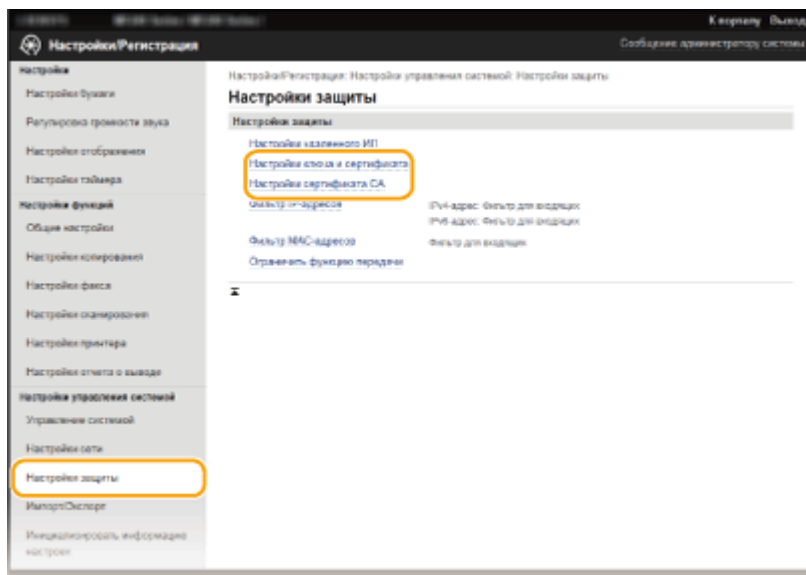 К порталу Выход
Настройки/Регистрация
Сообщение администратору системы
Настройка
Настройки бумаги
Регулировка громкости звука
Настройки отображения
Настройки таймера
Настройки функций
Общие настройки
Настройки копирования
Настройки факса
Настройки сканирования
Настройки принтера
Настройки отчета о выводе
Настройки управления системой
Управление системой
Настройки сети
Настройки защиты
Импорт/Экспорт
Инициализировать информацию
настроек
Настройки/Регистрация: Настройки управления системой: Настройки защиты
Настройки защиты
Настройки защиты
Настройки удаленного ИП
Настройки ключа и сертификата
Настройки сертификата CA
Фильтр IP-адресов
IPv4-адрес: Фильтр для входящих
IPv6-адрес: Фильтр для входящих
Фильтр MAC-адресов
Фильтр для входящих
Ограничить функцию передачи